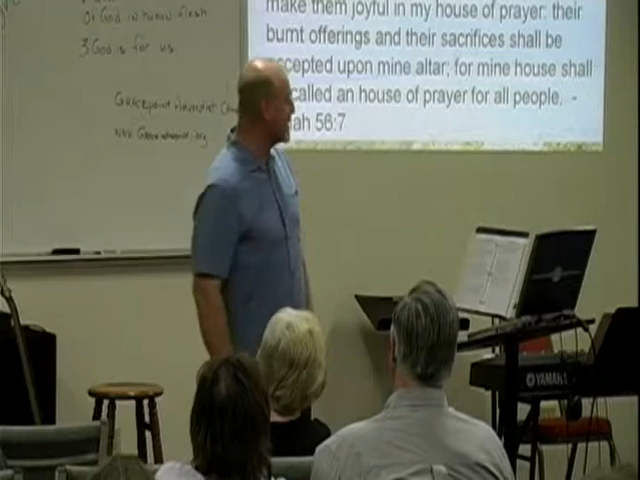 God in human flesh
3 God is for us
Gracepoint
make them joyful in my house of prayer: their
burnt offerings and their sacrifices shall be
ccepted upon mine altar; for mine house shall
called an house of prayer for all people. -
ah 56:7
YAMAHA